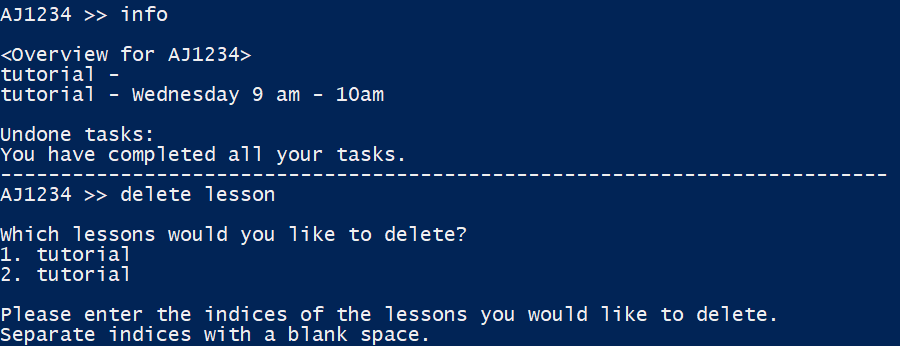 AJ1234 >> info
<Overview for AJ1234>
tutorial -
tutorial - Wednesday 9 am - 10am
Undone tasks:
You have completed all your tasks.
--------------------------------------------------------------------------
AJ1234 >> delete lesson
Which lessons would you like to delete?
1. tutorial
2. tutorial
Please enter the indices of the lessons you would like to delete.
Separate indices with a blank space.